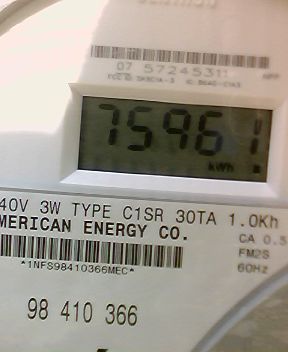 07 57245311
75961
kWh
40V 3W TYPE C1SR 30TA 1.0Kh
MERICAN ENERGY CO.
CA 0.5
*1NFS98410366MEC*
FM2S
60Hz
98 410 366